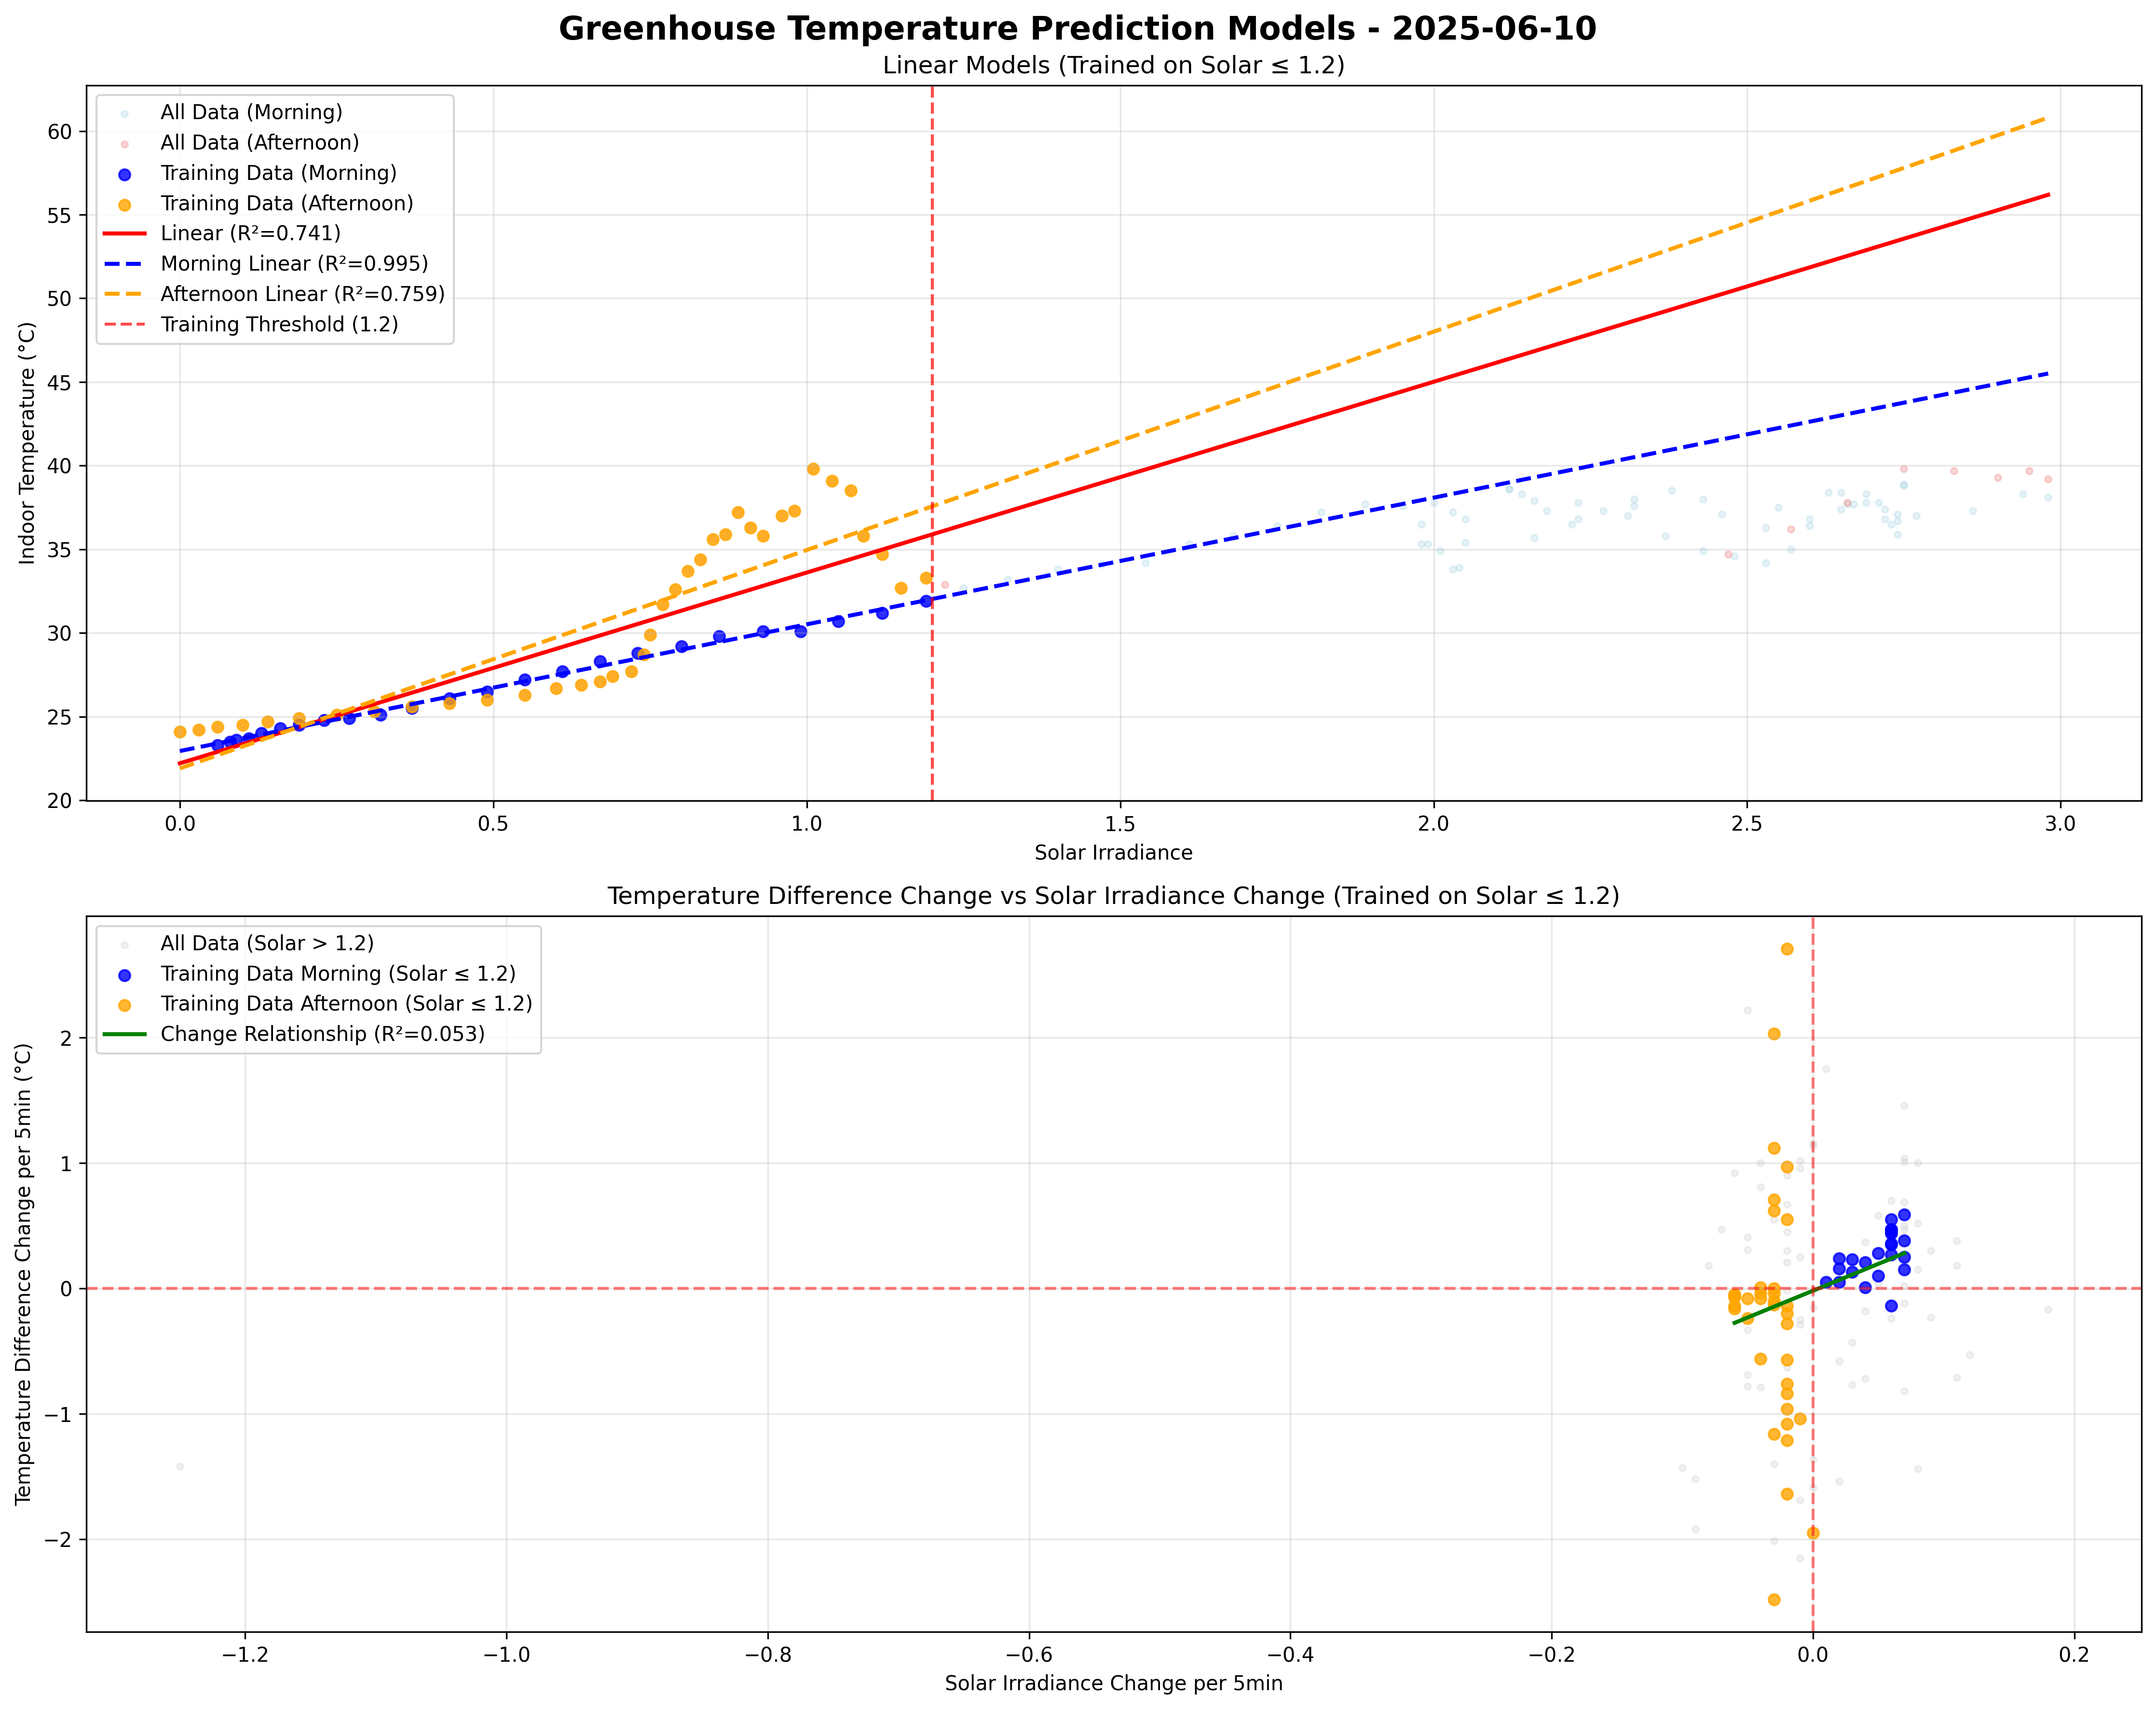 Greenhouse Temperature Prediction Models - 2025-06-10
Linear Models (Trained on Solar ≤ 1.2)
All Data (Morning)
All Data (Afternoon)
Training Data (Morning)
Training Data (Afternoon)
Linear (R²=0.741)
Morning Linear (R²=0.995)
Afternoon Linear (R²=0.759)
Training Threshold (1.2)
Indoor Temperature (°C)
60
55
50
45
40
35
30
25
20
0.0 0.5 1.0 1.5 2.0 2.5 3.0
Solar Irradiance
Temperature Difference Change vs Solar Irradiance Change (Trained on Solar ≤ 1.2)
All Data (Solar > 1.2)
Training Data Morning (Solar ≤ 1.2)
Training Data Afternoon (Solar ≤ 1.2)
Change Relationship (R²=0.053)
Temperature Difference Change per 5min (°C)
2
1
0
−1
−2
−1.2 −1.0 −0.8 −0.6 −0.4 −0.2 0.0 0.2
Solar Irradiance Change per 5min